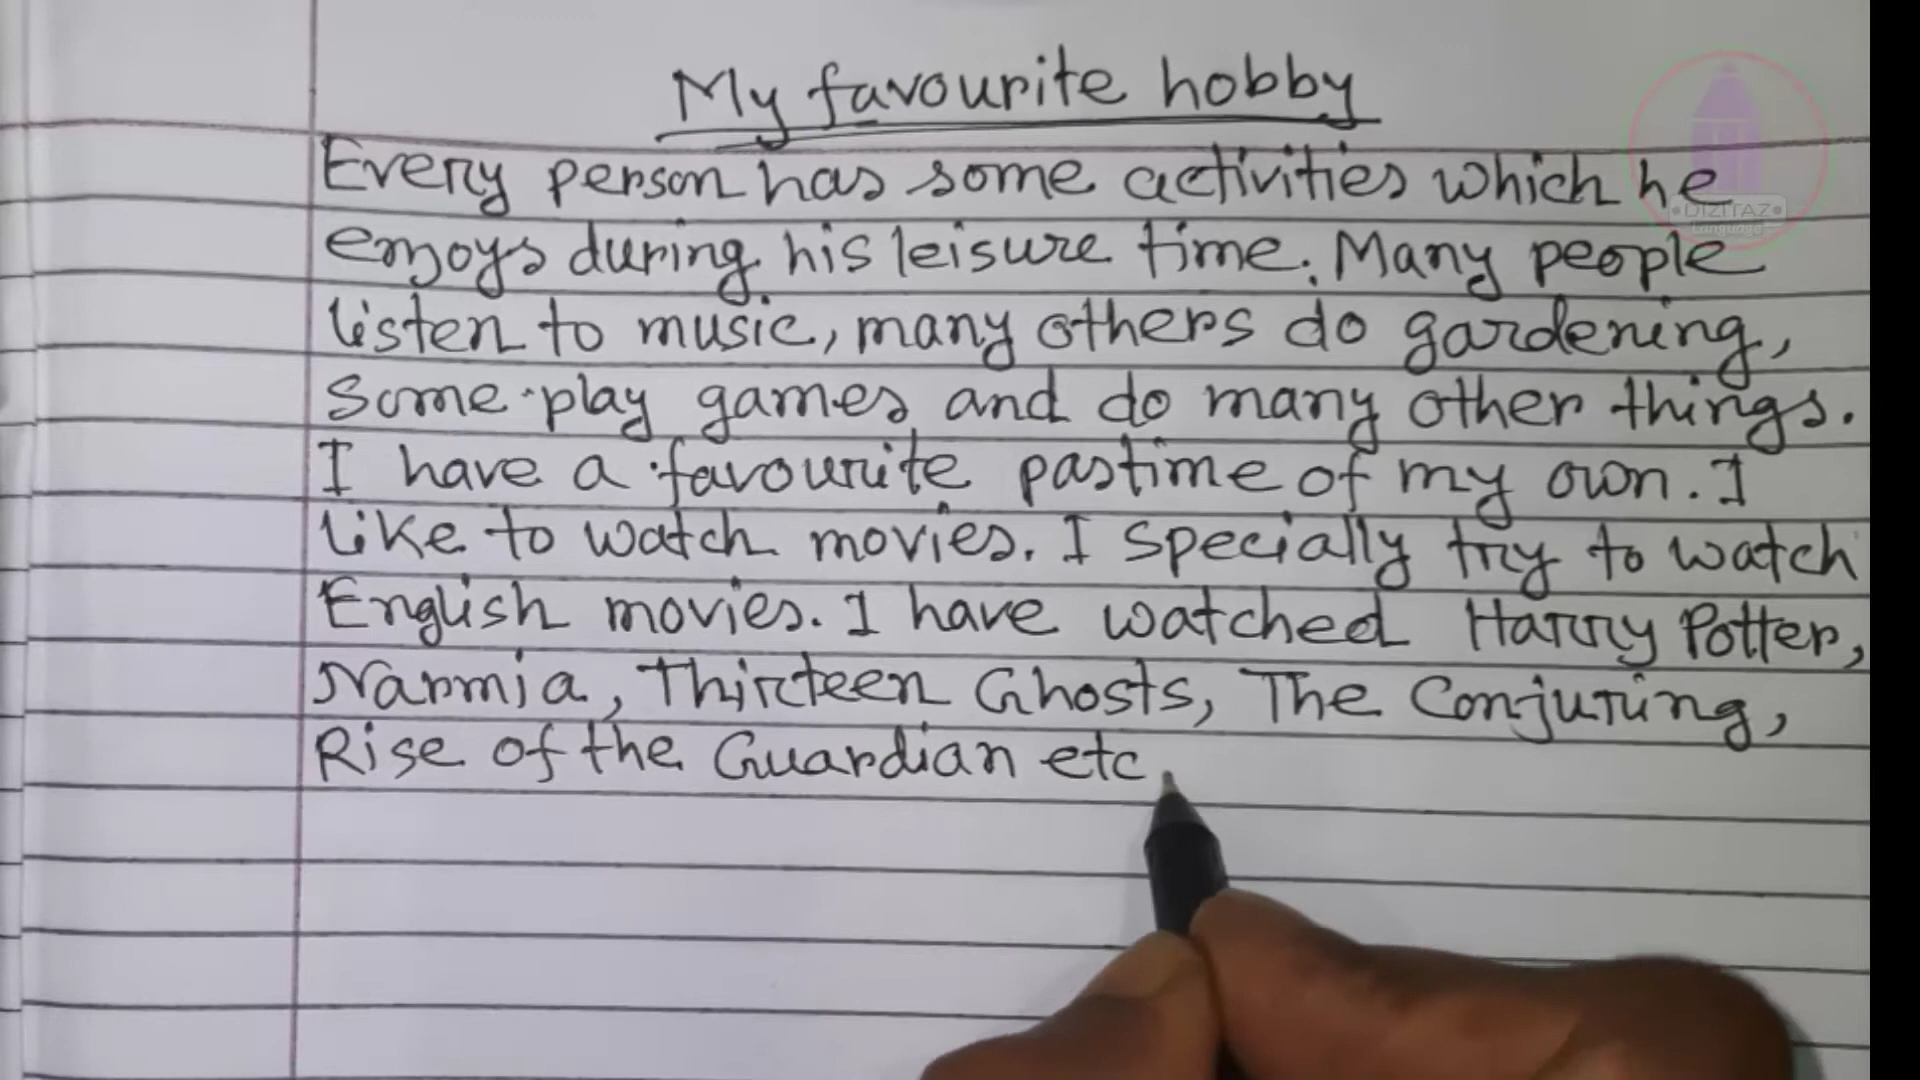 My favourite hobby
Every person has some activities which he
enjoys during his leisure time. Many people
listen to music, many others do gardening,
Some play games and do many other things.
I have a favourite pastime of my own. I
like to watch movies. I specially try to watch
English movies. I have watched Harry Potter,
Narnia, Thirteen Ghosts, The Conjuring,
Rise of the Guardian etc.
DIZITAZ
Language